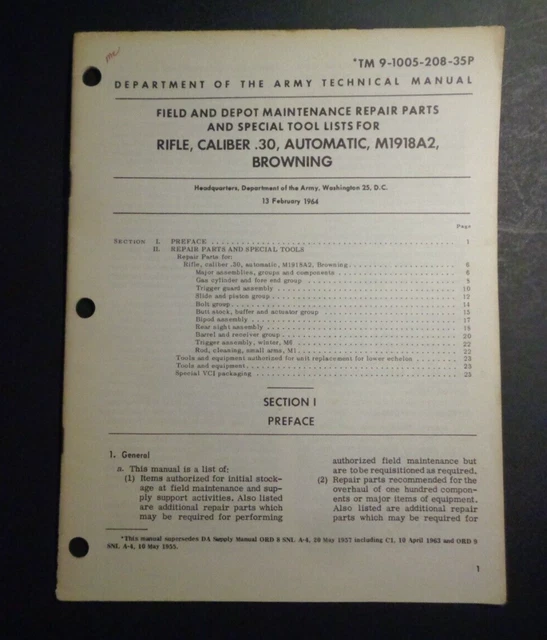 *TM 9-1005-208-35P
DEPARTMENT OF THE ARMY TECHNICAL MANUAL
FIELD AND DEPOT MAINTENANCE REPAIR PARTS
AND SPECIAL TOOL LISTS FOR
RIFLE, CALIBER .30, AUTOMATIC, M1918A2,
BROWNING
Headquarters, Department of the Army, Washington 25, D.C.
13 February 1964
Page
SECTION I. PREFACE 1
II. REPAIR PARTS AND SPECIAL TOOLS
Repair Parts for:
Rifle, caliber .30, automatic, M1918A2, Browning 6
Major assemblies, groups and components 6
Gas cylinder and fore end group
Trigger guard assembly 10
Slide and piston group 12
Bolt group 14
Butt stock, buffer and actuator group 15
Bipod assembly 17
Rear sight assembly
Barrel and receiver group 20
Trigger assembly, winter, M6 22
Rod, cleaning, small arms, M1 22
Tools and equipment authorized for unit replacement for lower echelon 23
Tools and equipment 23
Special VCI packaging 25
SECTION I
PREFACE
1. General
a. This manual is a list of:
(1) Items authorized for initial stock-
age at field maintenance and sup-
ply support activities. Also listed
are additional repair parts which
may be required for performing
authorized field maintenance but
are to be requisitioned as required.
(2) Repair parts recommended for the
overhaul of one hundred compon-
ents or major items of equipment.
Also listed are additional repair
parts which may be required for
*This manual supersedes DA Supply Manual ORD 8 SNL A-4, 20 May 1957 including C1, 10 April 1963 and ORD 9
SNL A-4, 10 May 1955.
1